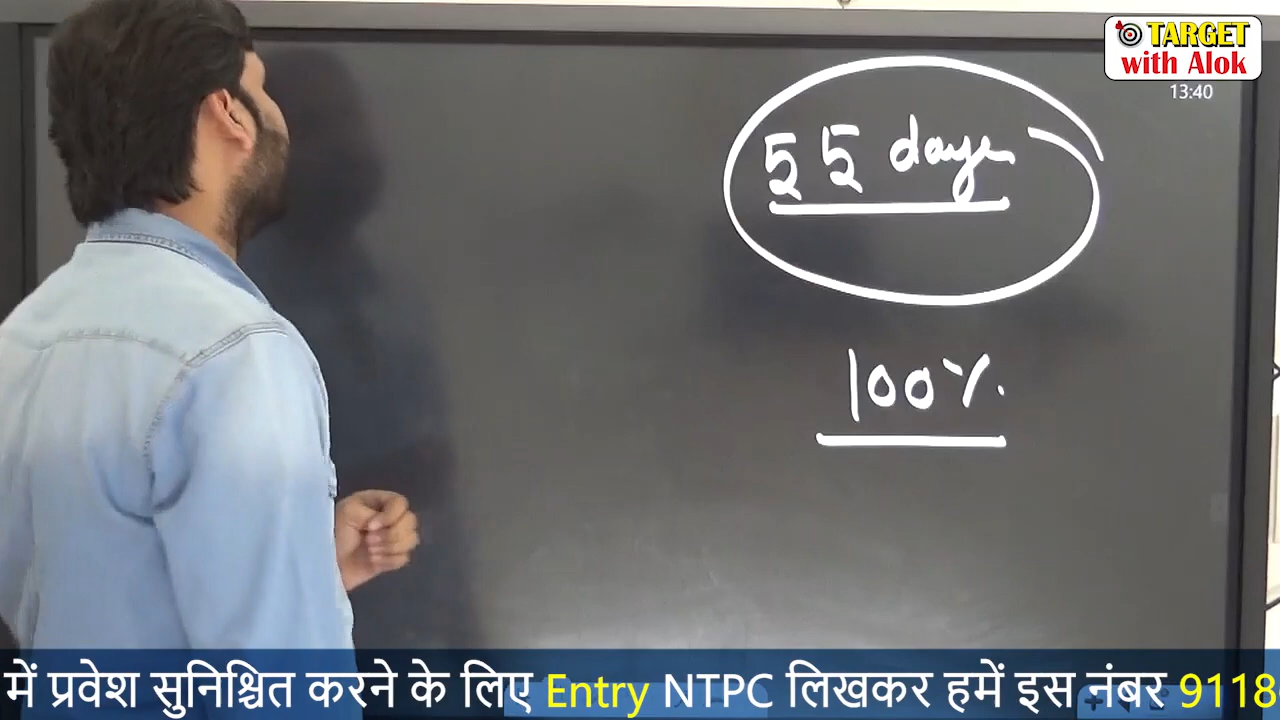 TARGET
with Alok
13:40
55 days
100%
में प्रवेश सुनिश्चित करने के लिए Entry NTPC लिखकर हमें इस नंबर 9118